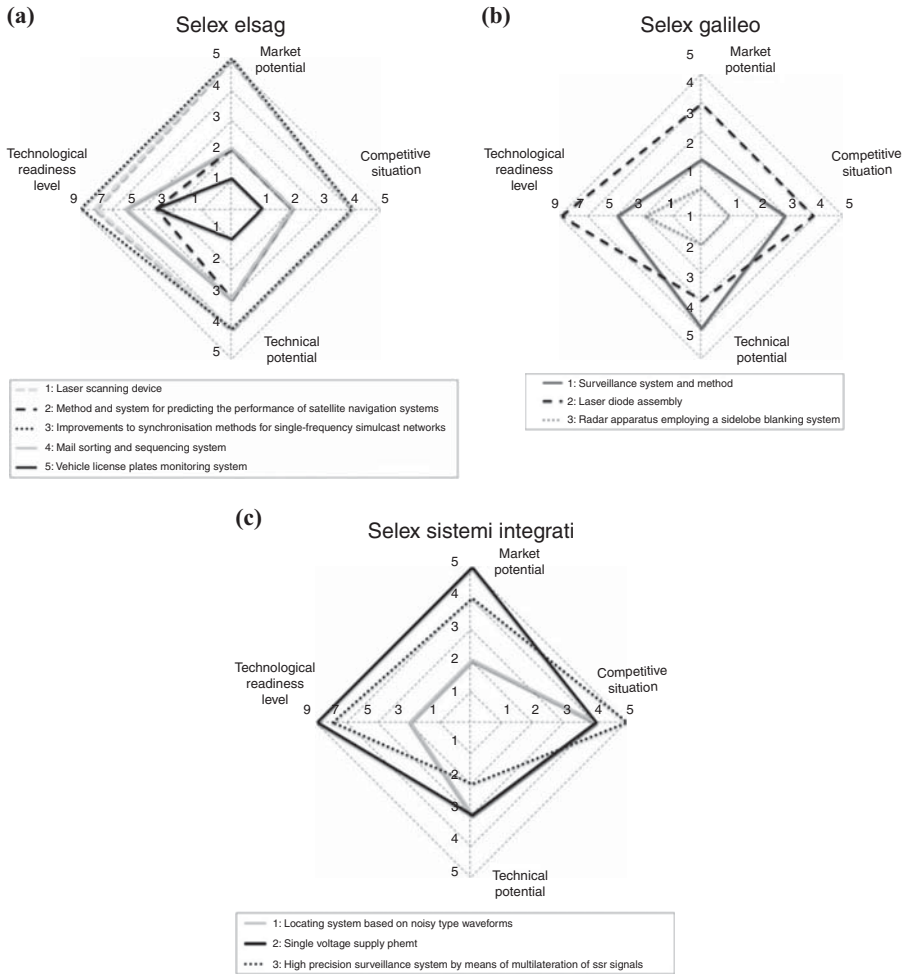 (a)
Selex elsag
5
Market
potential
4
3
2
1
Technological
readiness
level
Competitive
situation
9 7 5 3 1 1 2 3 4 5
1
2
3
4
5
Technical
potential
1: Laser scanning device
2: Method and system for predicting the performance of satellite navigation systems
3: Improvements to synchronisation methods for single-frequency simulcast networks
4: Mail sorting and sequencing system
5: Vehicle license plates monitoring system
(b)
Selex galileo
5
Market
potential
4
3
2
1
Technological
readiness
level
Competitive
situation
9 7 5 3 1 1 2 3 4 5
1
2
3
4
5
Technical
potential
1: Surveillance system and method
2: Laser diode assembly
3: Radar apparatus employing a sidelobe blanking system
(c)
Selex sistemi integrati
5
Market
potential
4
3
2
1
Technological
readiness
level
Competitive
situation
9 7 5 3 1 1 2 3 4 5
1
2
3
4
5
Technical
potential
1: Locating system based on noisy type waveforms
2: Single voltage supply phemt
3: High precision surveillance system by means of multilateration of ssr signals